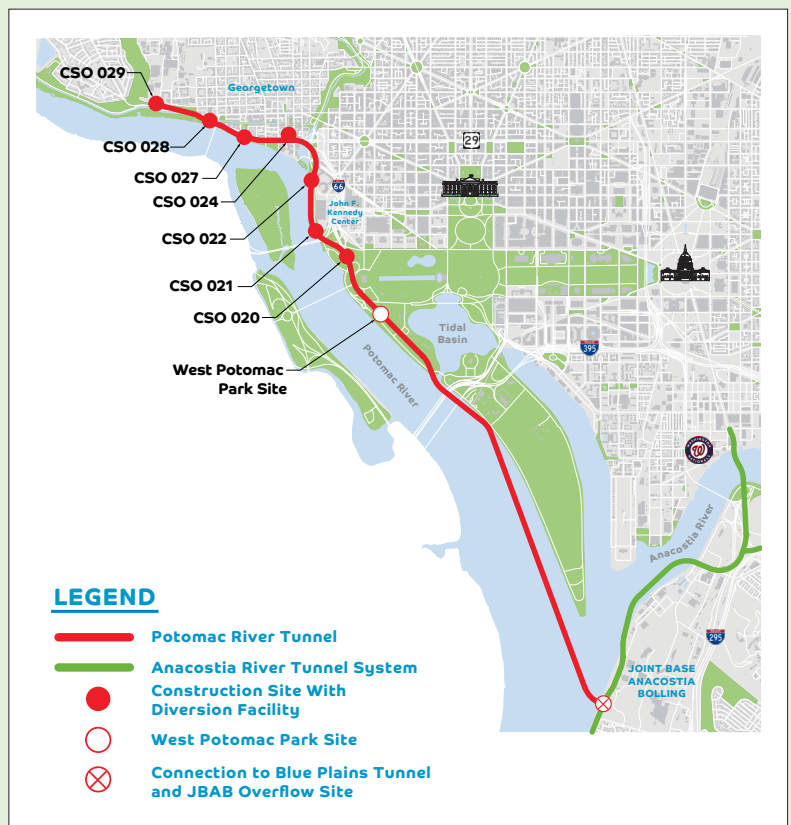 CSO 029
Georgetown
CSO 028
29
CSO 027
66
CSO 024
John F.
Kennedy
Center
CSO 022
CSO 021
CSO 020
Tidal
Basin
395
West Potomac
Park Site
Potomac River
W
Anacostia River
LEGEND
Potomac River Tunnel
295
Anacostia River Tunnel System
JOINT BASE
ANACOSTIA
BOLLING
Construction Site With
Diversion Facility
West Potomac Park Site
Connection to Blue Plains Tunnel
and JBAB Overflow Site